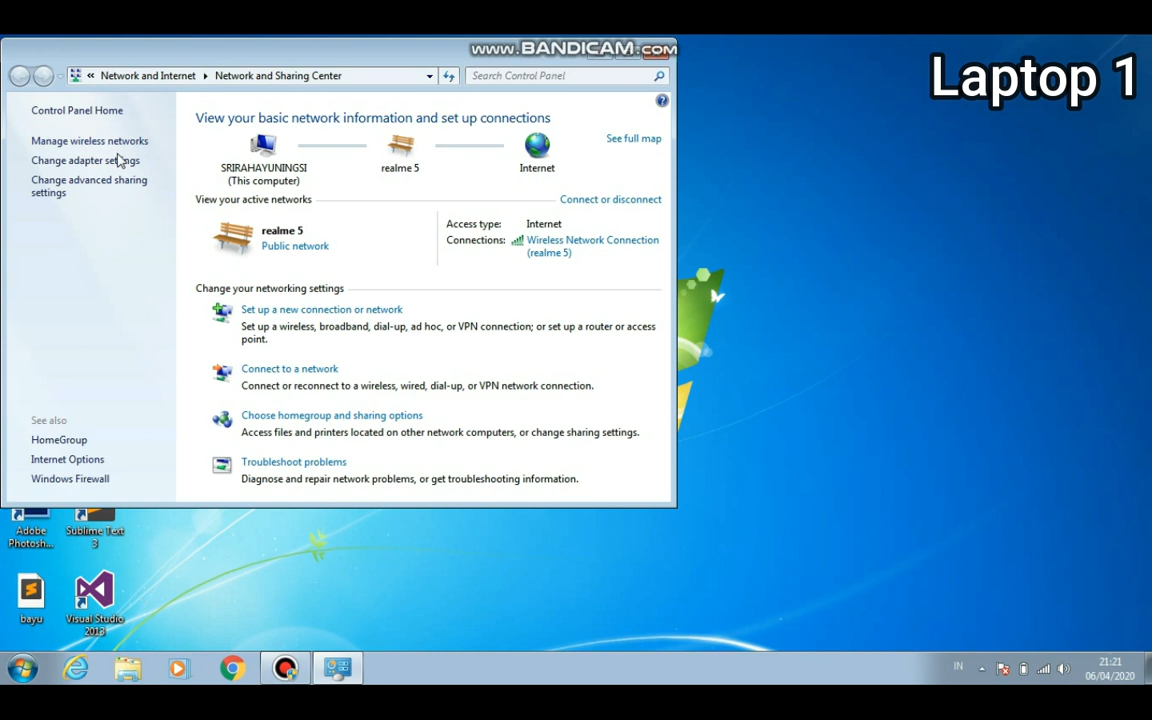 www.BANDICAM.com
Laptop 1
Network and Internet
Network and Sharing Center
Search Control Panel
Control Panel Home
Manage wireless networks
Change adapter settings
Change advanced sharing
settings
See also
HomeGroup
Internet Options
Windows Firewall
View your basic network information and set up connections
See full map
SRIRAHAYUNINGSI
(This computer)
realme 5
Internet
View your active networks
Connect or disconnect
realme 5
Public network
Access type: Internet
Connections: Wireless Network Connection
(realme 5)
Change your networking settings
Set up a new connection or network
Set up a wireless, broadband, dial-up, ad hoc, or VPN connection; or set up a router or access
point.
Connect to a network
Connect or reconnect to a wireless, wired, dial-up, or VPN network connection.
Choose homegroup and sharing options
Access files and printers located on other network computers, or change sharing settings.
Troubleshoot problems
Diagnose and repair network problems, or get troubleshooting information.
Adobe
Photosh...
Sublime Text
3
bayu
Visual Studio
2013
IN
21:21
06/04/2020